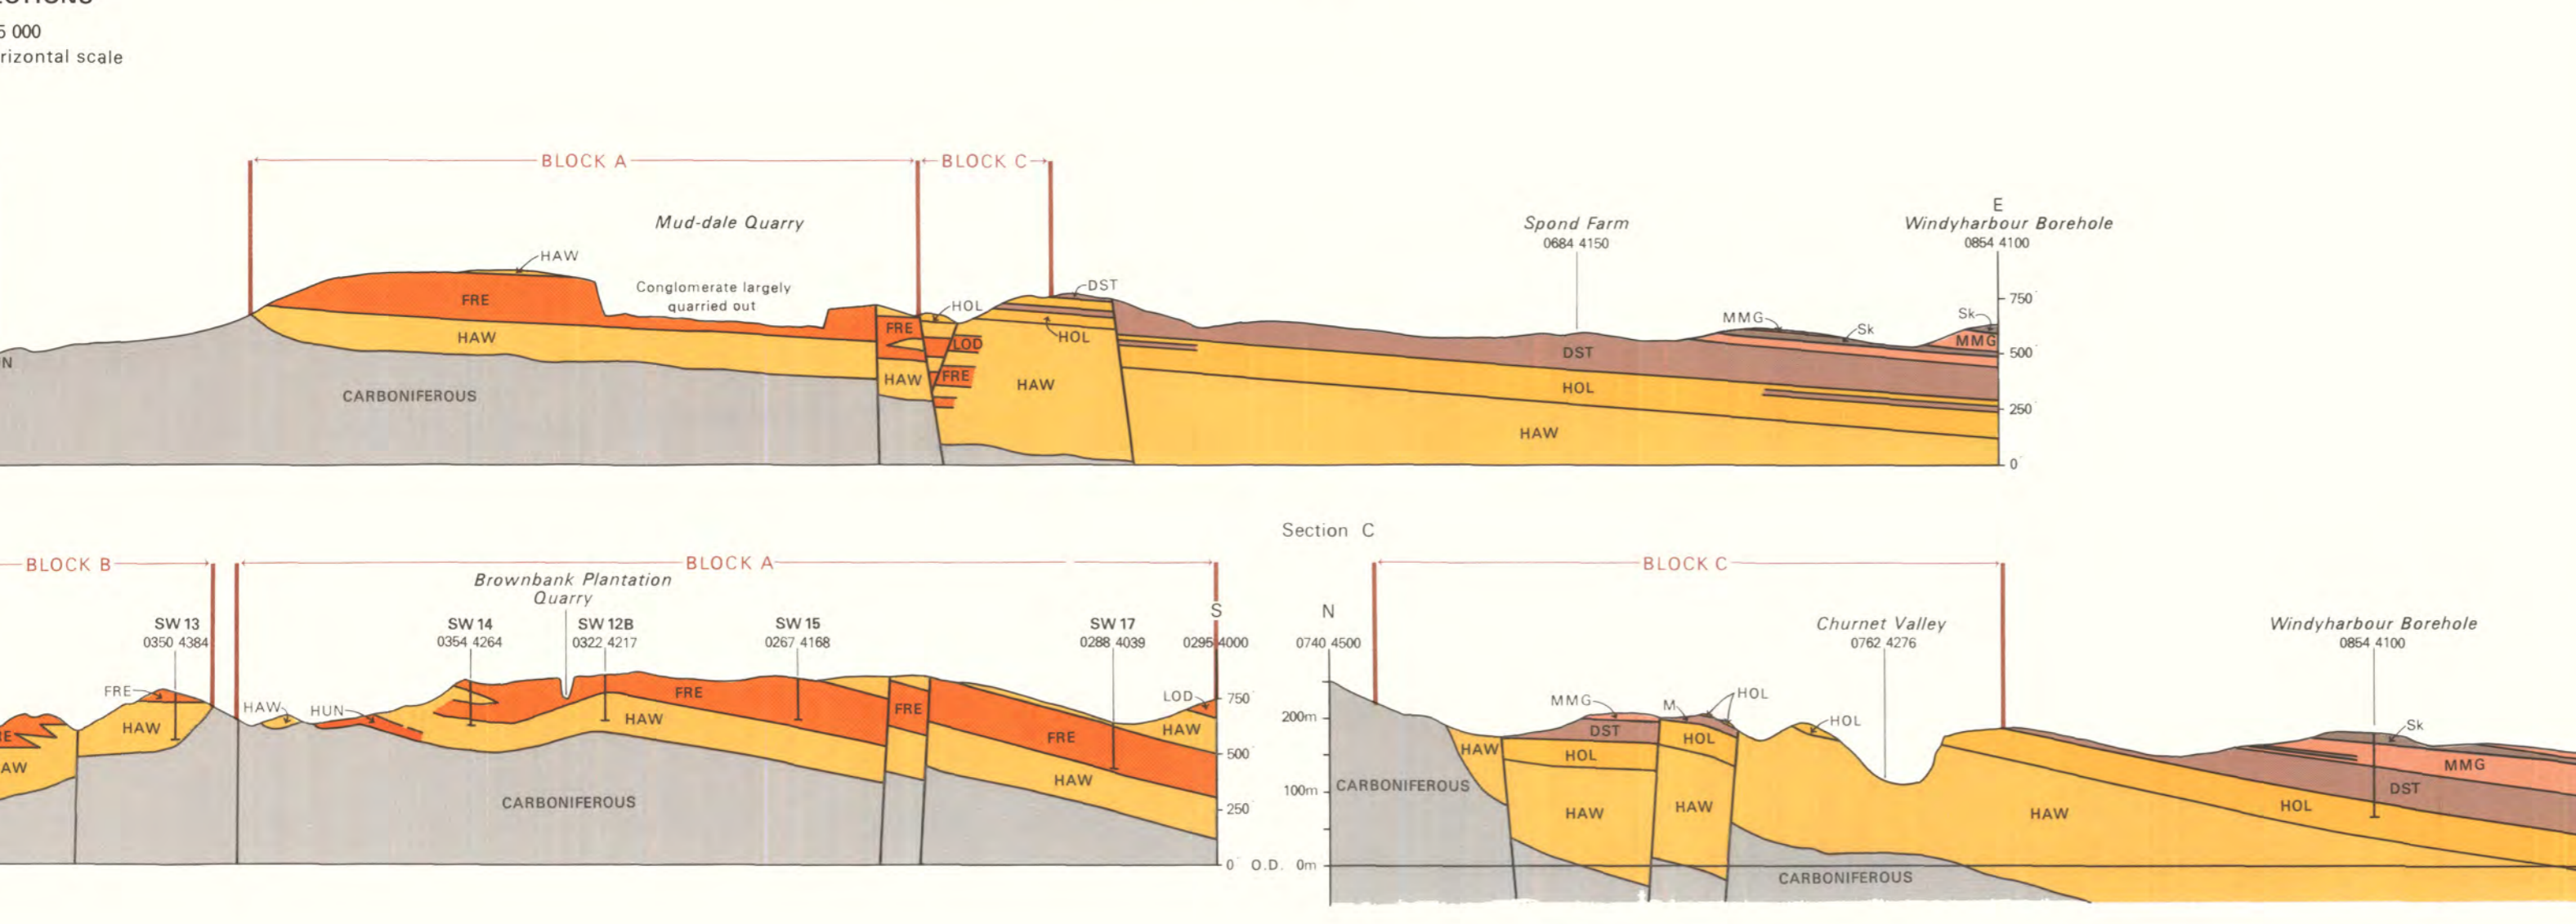 5 000
rizontal scale
BLOCK A
BLOCK C
Mud-dale Quarry
Spond Farm
0684 4150
E
Windyharbour Borehole
0854 4100
HAW
Conglomerate largely
quarried out
FRE
HAW
CARBONIFEROUS
N
FRE
HAW
HOL
LOD
FRE
DST
HOL
HAW
DST
HOL
HAW
MMG
Sk
Sk
MMG
750
500
250
0
BLOCK B
BLOCK A
Brownbank Plantation
Quarry
SW 13
0350 4384
SW 14
0354 4264
SW 12B
0322 4217
SW 15
0267 4168
SW 17
0288 4039
S
0295 4000
FRE
HAW
HAW
HUN
FRE
HAW
FRE
FRE
HAW
LOD
HAW
CARBONIFEROUS
AW
750
500
250
0
O.D.
Section C
BLOCK C
N
0740 4500
Churnet Valley
0762 4276
Windyharbour Borehole
0854 4100
200m
100m
0m
CARBONIFEROUS
HAW
MMG
DST
HOL
HAW
M
HOL
HOL
HAW
HOL
HAW
CARBONIFEROUS
Sk
MMG
DST
HOL